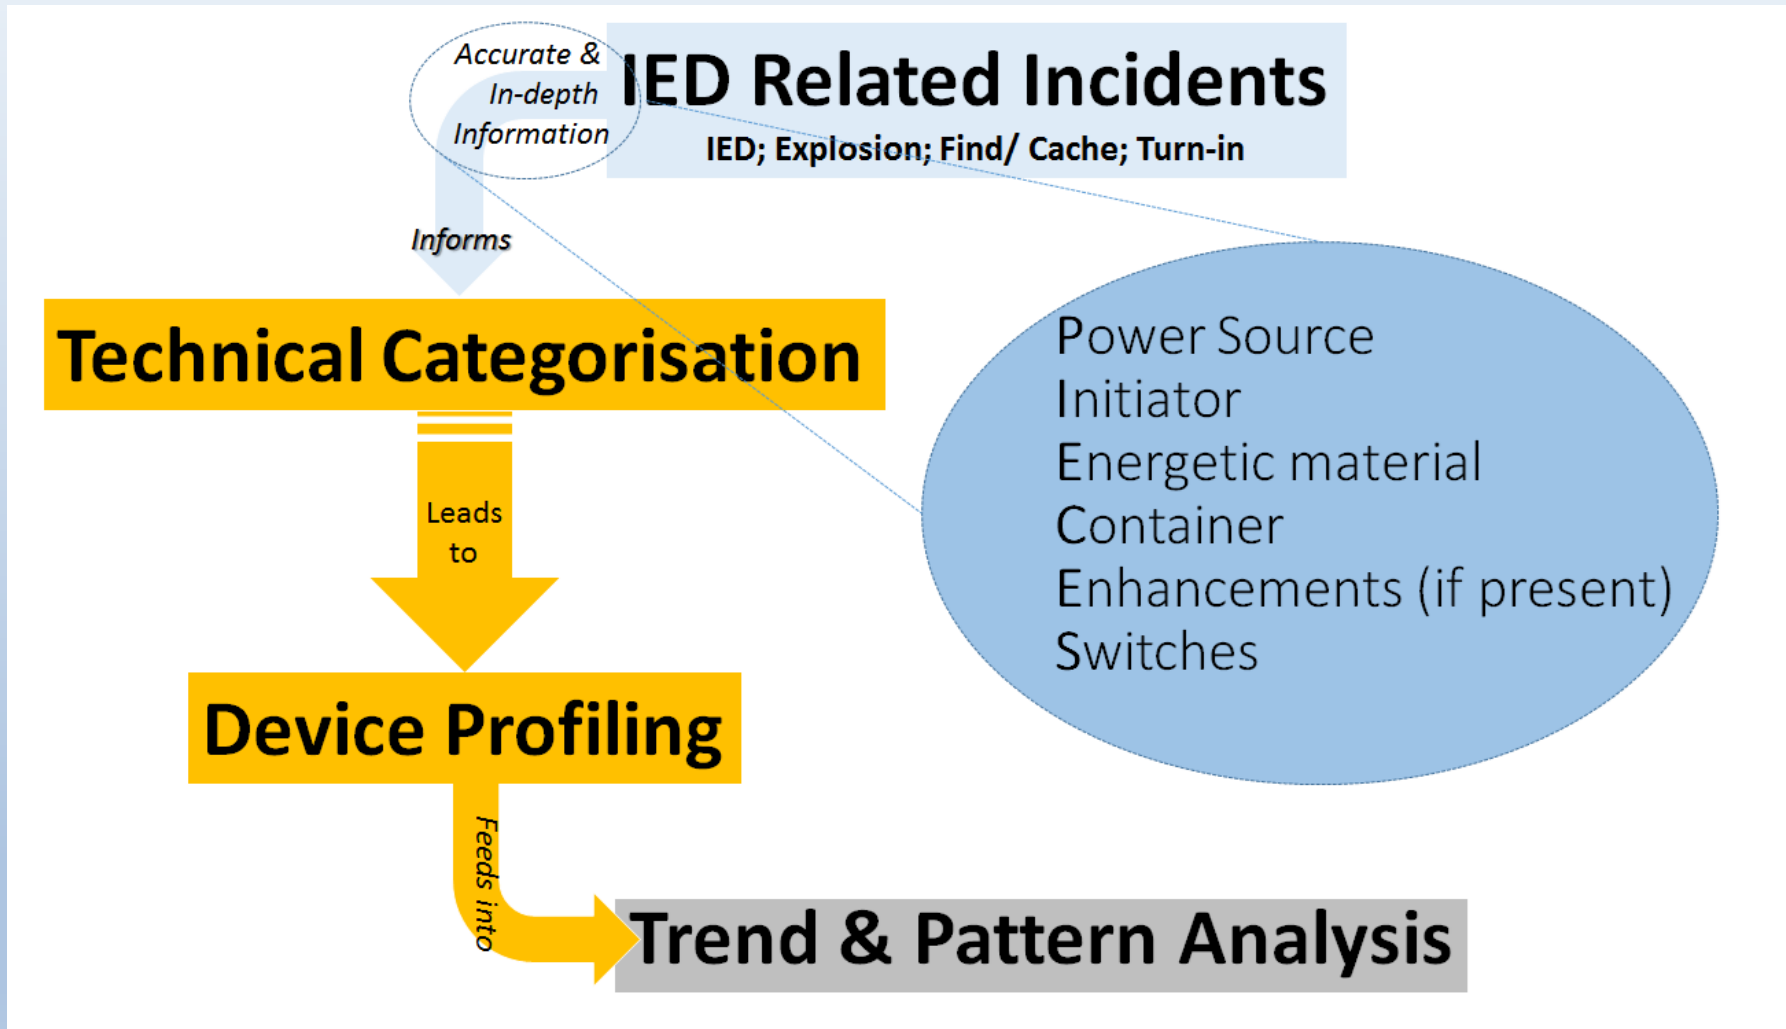 Accurate &
In-depth
Information
IED Related Incidents
IED; Explosion; Find/ Cache; Turn-in
Informs
Technical Categorisation
Power Source
Initiator
Energetic material
Container
Enhancements (if present)
Switches
Leads
to
Device Profiling
Feeds into
Trend & Pattern Analysis